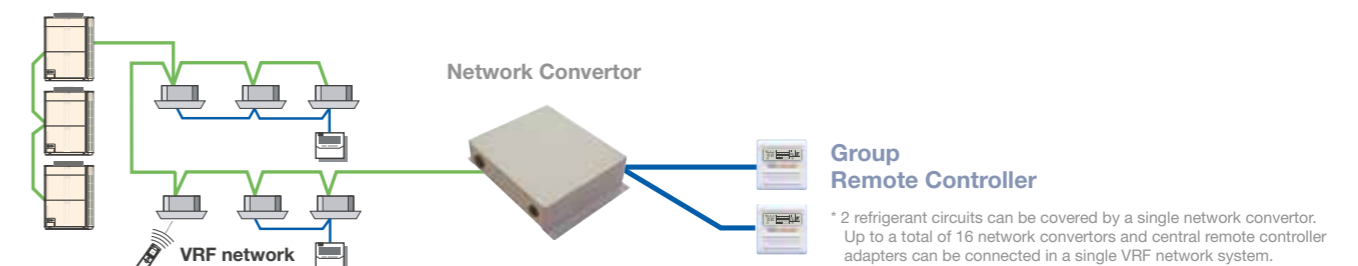 Network Convertor
Group
Remote Controller
* 2 refrigerant circuits can be covered by a single network convertor.
Up to a total of 16 network convertors and central remote controller
adapters can be connected in a single VRF network system.
VRF network